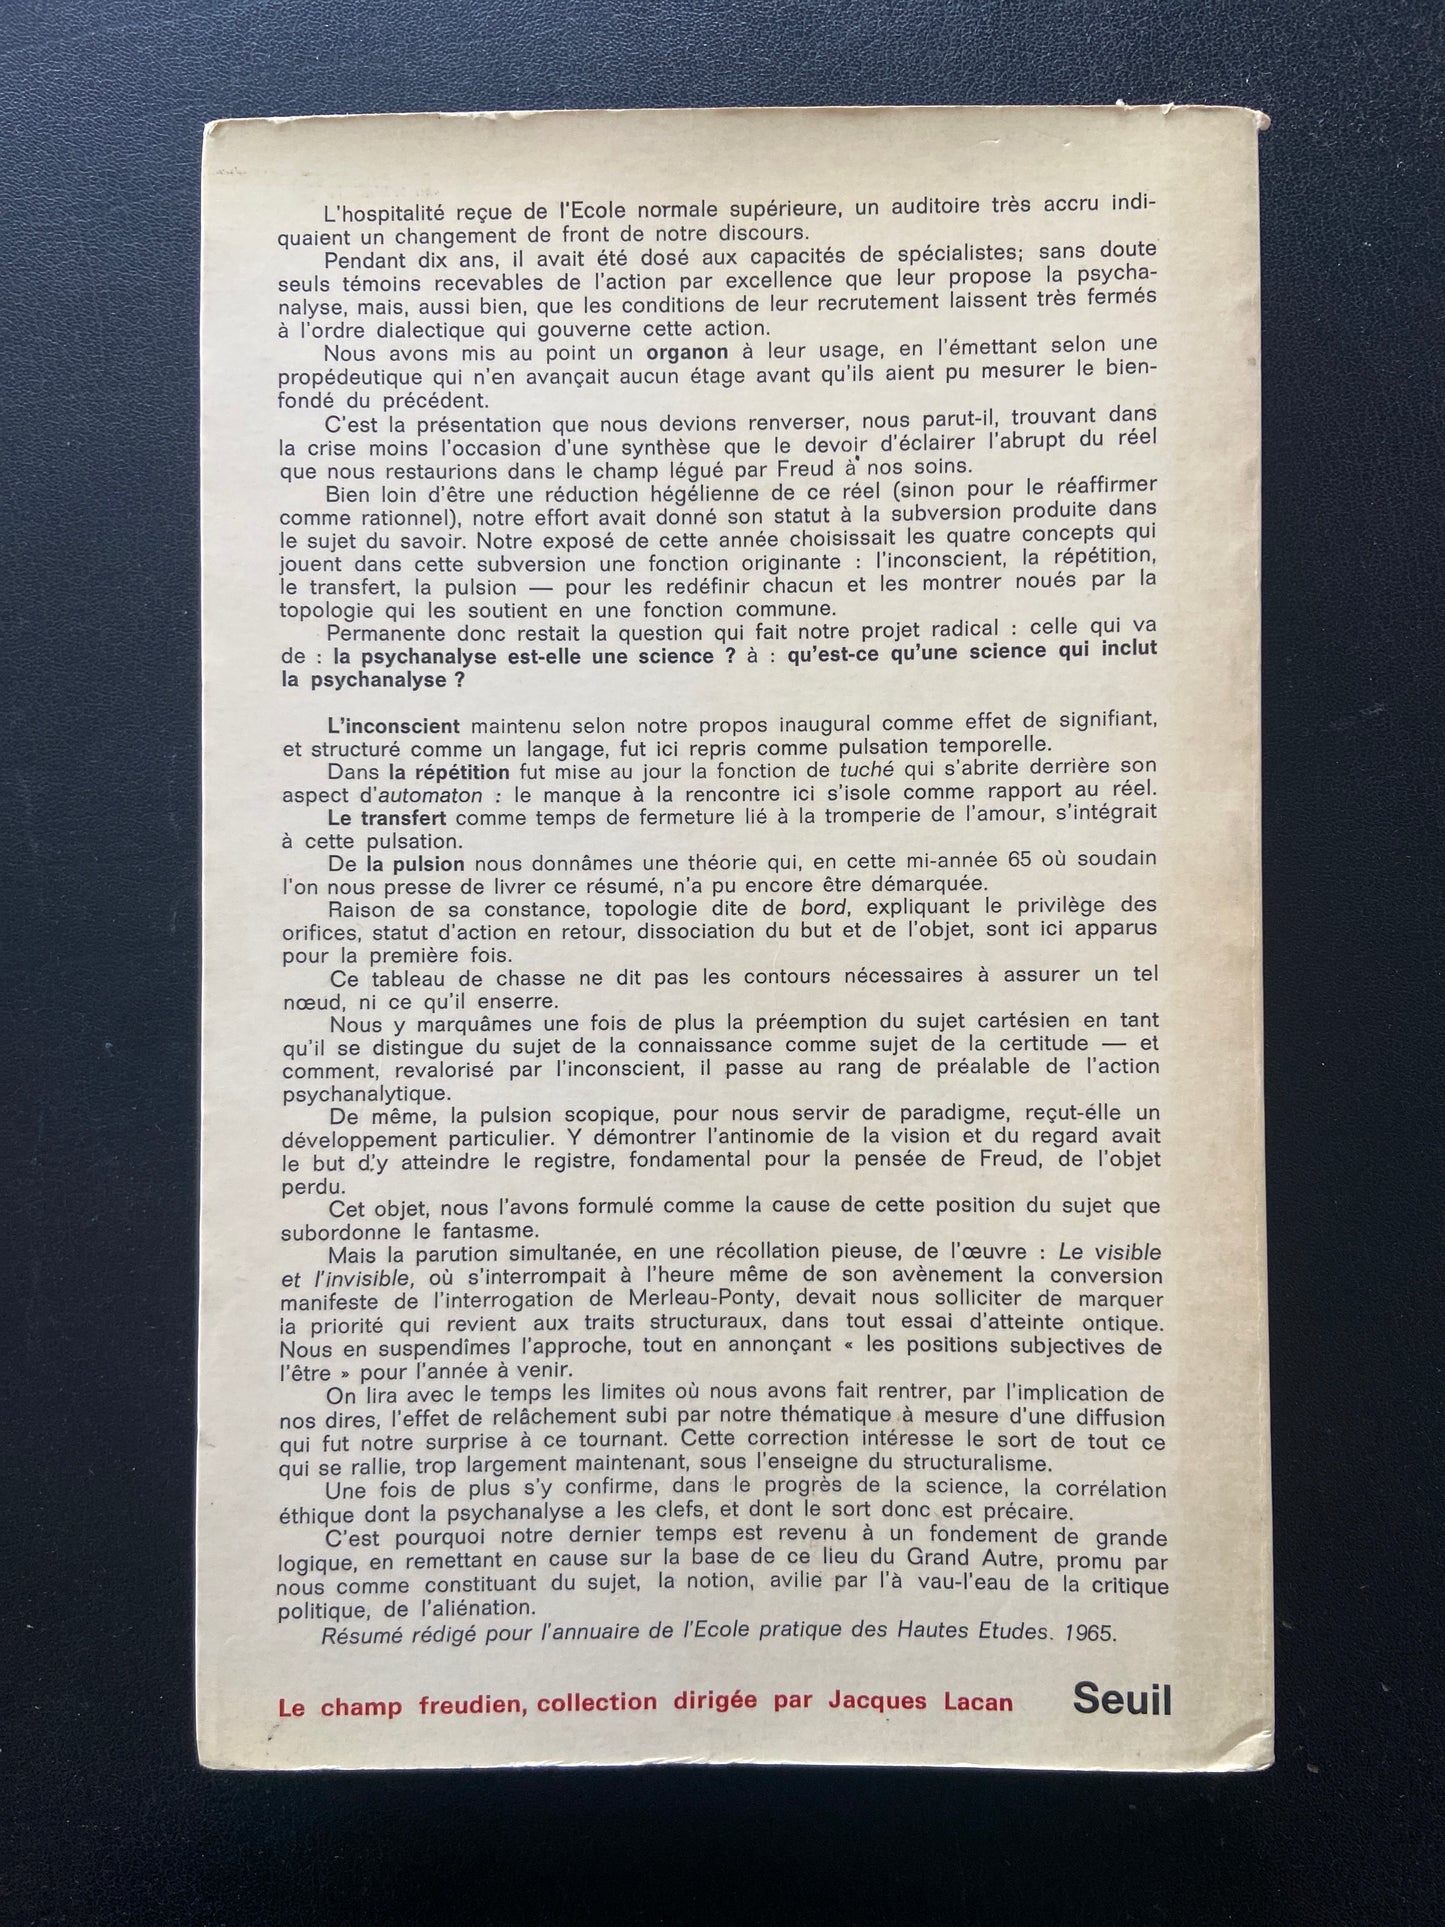 L'hospitalité reçue de l'Ecole normale supérieure, un auditoire très accru indi-
quaient un changement de front de notre discours.
Pendant dix ans, il avait été dosé aux capacités de spécialistes; sans doute
seuls témoins recevables de l'action par excellence que leur propose la psycha-
nalyse, mais, aussi bien, que les conditions de leur recrutement laissent très fermés
à l'ordre dialectique qui gouverne cette action.
Nous avons mis au point un organon à leur usage, en l'émettant selon une
propédeutique qui n'en avançait aucun étage avant qu'ils aient pu mesurer le bien-
fondé du précédent.
C'est la présentation que nous devions renverser, nous parut-il, trouvant dans
la crise moins l'occasion d'une synthèse que le devoir d'éclairer l'abrupt du réel
que nous restaurions dans le champ légué par Freud à nos soins.
Bien loin d'être une réduction hégélienne de ce réel (sinon pour le réaffirmer
comme rationnel), notre effort avait donné son statut à la subversion produite dans
le sujet du savoir. Notre exposé de cette année choisissait les quatre concepts qui
jouent dans cette subversion une fonction originante : l'inconscient, la répétition,
le transfert, la pulsion — pour les redéfinir chacun et les montrer noués par la
topologie qui les soutient en une fonction commune.
Permanente donc restait la question qui fait notre projet radical : celle qui va
de : la psychanalyse est-elle une science ? à : qu'est-ce qu'une science qui inclut
la psychanalyse ?
L'inconscient maintenu selon notre propos inaugural comme effet de signifiant,
et structuré comme un langage, fut ici repris comme pulsation temporelle.
Dans la répétition fut mise au jour la fonction de tuché qui s'abrite derrière son
aspect d'automaton : le manque à la rencontre ici s'isole comme rapport au réel.
Le transfert comme temps de fermeture lié à la tromperie de l'amour, s'intégrait
à cette pulsation.
De la pulsion nous donnâmes une théorie qui, en cette mi-année 65 où soudain
l'on nous presse de livrer ce résumé, n'a pu encore être démarquée.
Raison de sa constance, topologie dite de bord, expliquant le privilège des
orifices, statut d'action en retour, dissociation du but et de l'objet, sont ici apparus
pour la première fois.
Ce tableau de chasse ne dit pas les contours nécessaires à assurer un tel
nœud, ni ce qu'il enserre.
Nous y marquâmes une fois de plus la préemption du sujet cartésien en tant
qu'il se distingue du sujet de la connaissance comme sujet de la certitude — et
comment, revalorisé par l'inconscient, il passe au rang de préalable de l'action
psychanalytique.
De même, la pulsion scopique, pour nous servir de paradigme, reçut-élle un
développement particulier. Y démontrer l'antinomie de la vision et du regard avait
le but d'y atteindre le registre, fondamental pour la pensée de Freud, de l'objet
perdu.
Cet objet, nous l'avons formulé comme la cause de cette position du sujet que
subordonne le fantasme.
Mais la parution simultanée, en une récollation pieuse, de l'œuvre : Le visible
et l'invisible, où s'interrompait à l'heure même de son avènement la conversion
manifeste de l'interrogation de Merleau-Ponty, devait nous solliciter de marquer
la priorité qui revient aux traits structuraux, dans tout essai d'atteinte ontique.
Nous en suspendîmes l'approche, tout en annonçant « les positions subjectives de
l'être » pour l'année à venir.
On lira avec le temps les limites où nous avons fait rentrer, par l'implication de
nos dires, l'effet de relâchement subi par notre thématique à mesure d'une diffusion
qui fut notre surprise à ce tournant. Cette correction intéresse le sort de tout ce
qui se rallie, trop largement maintenant, sous l'enseigne du structuralisme.
Une fois de plus s'y confirme, dans le progrès de la science, la corrélation
éthique dont la psychanalyse a les clefs, et dont le sort donc est précaire.
C'est pourquoi notre dernier temps est revenu à un fondement de grande
logique, en remettant en cause sur la base de ce lieu du Grand Autre, promu par
nous comme constituant du sujet, la notion, avilie par l'à vau-l'eau de la critique
politique, de l'aliénation.
Résumé rédigé pour l'annuaire de l'Ecole pratique des Hautes Etudes. 1965.
Le champ freudien, collection dirigée par Jacques Lacan Seuil